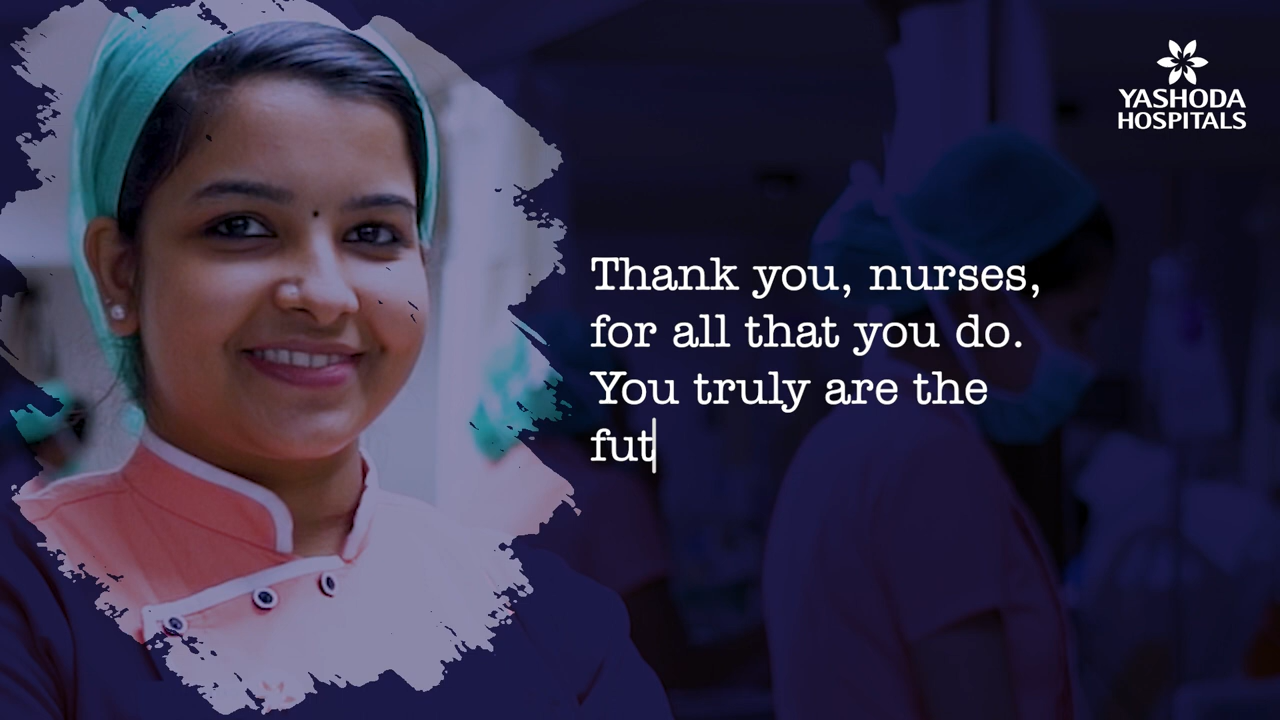 YASHODA
HOSPITALS
Thank you, nurses,
for all that you do.
You truly are the
fut